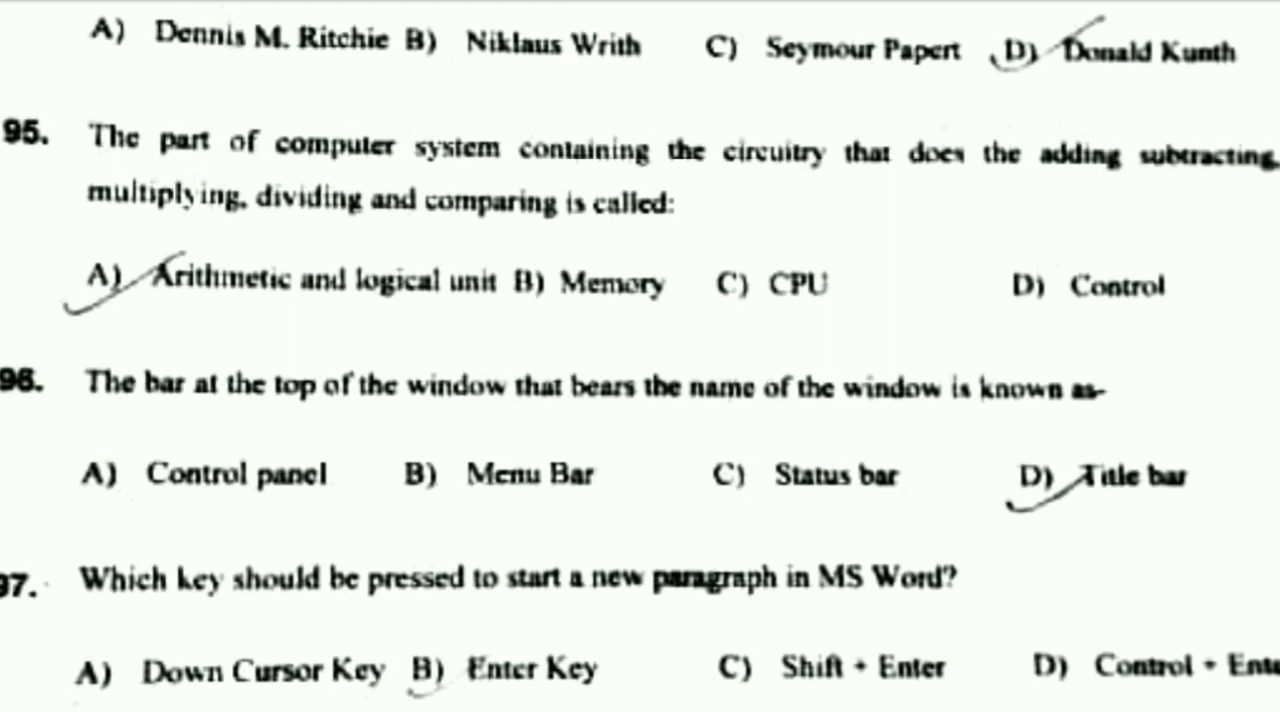 A) Dennis M. Ritchie B) Niklaus Writh C) Seymour Papert D) Donald Kunth
95. The part of computer system containing the circuitry that does the adding subtracting,
multiplying, dividing and comparing is called:
A) Arithmetic and logical unit B) Memory C) CPU D) Control
96. The bar at the top of the window that bears the name of the window is known as-
A) Control panel B) Menu Bar C) Status bar D) Title bar
97. Which key should be pressed to start a new paragraph in MS Word?
A) Down Cursor Key B) Enter Key C) Shift + Enter D) Control +